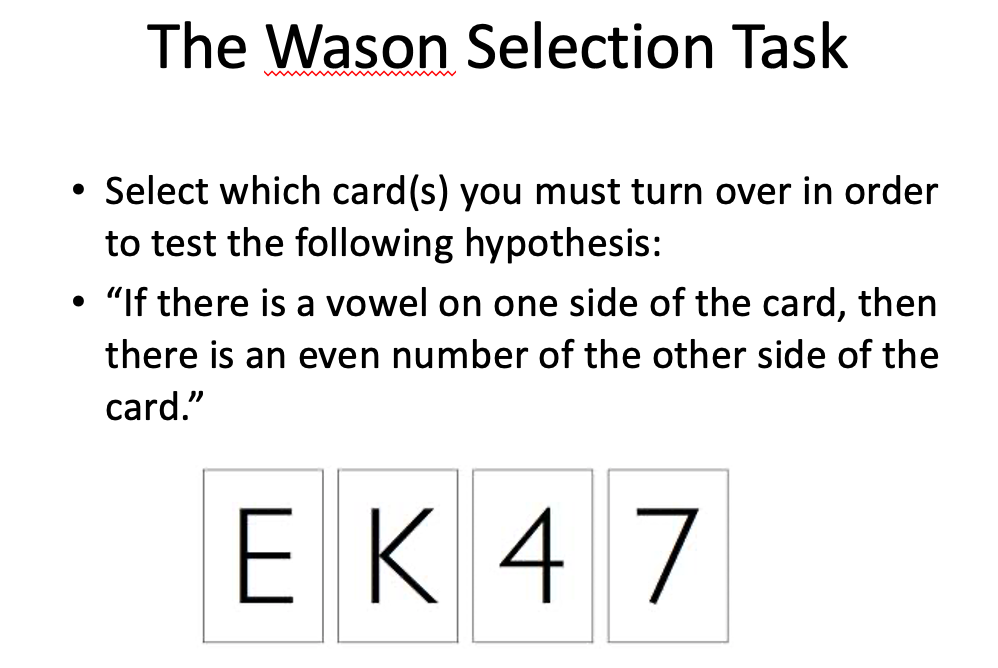 The Wason Selection Task
• Select which card(s) you must turn over in order
to test the following hypothesis:
• “If there is a vowel on one side of the card, then
there is an even number of the other side of the
card.”
E K 4 7